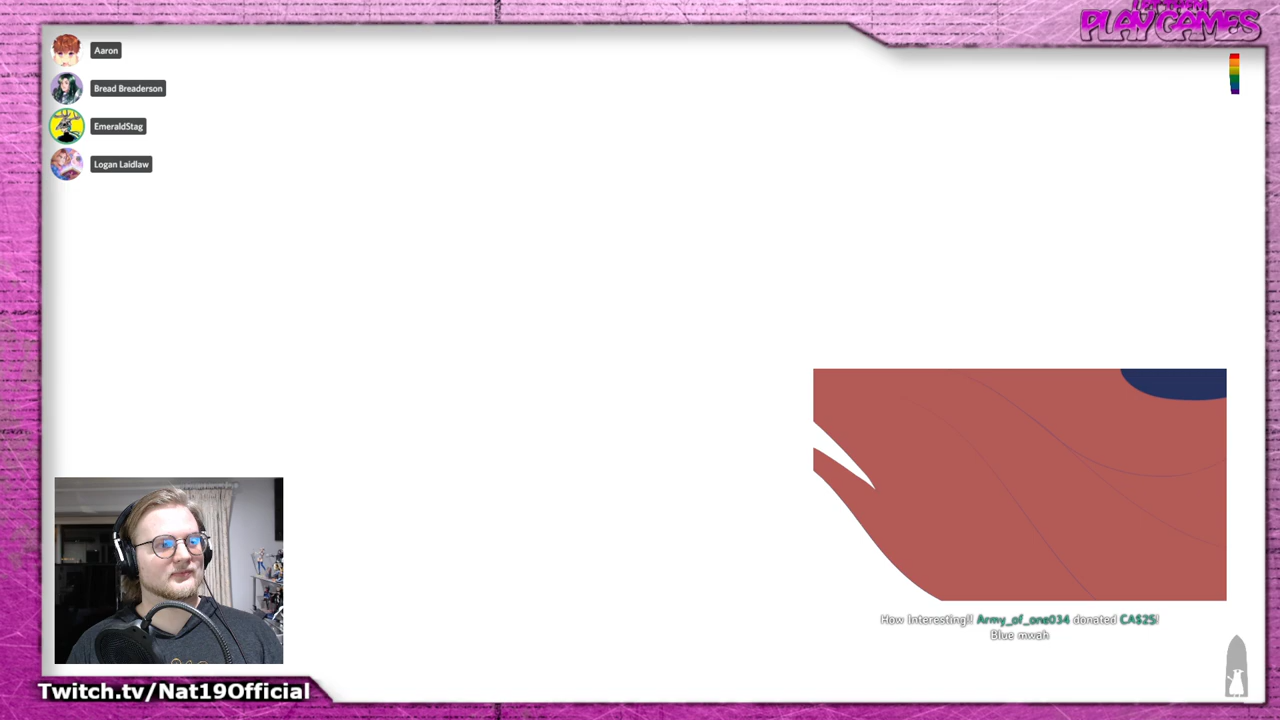 PLAY GAMES
Aaron
Bread Breaderson
EmeraldStag
Logan Laidlaw
How Interesting!! Army_of_one034 donated CA$25!
Blue mwah
Twitch.tv/Nat19Official